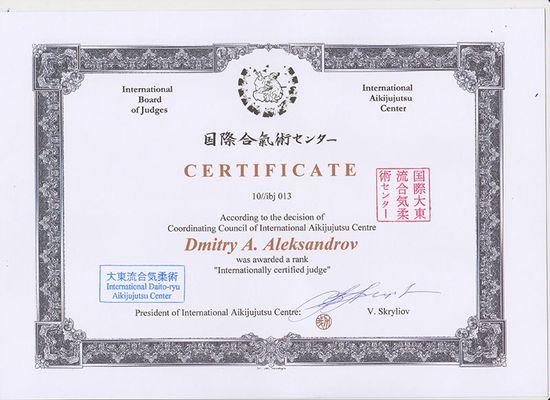 International
Board
of Judges
International
Aikijujutsu
Center
国際合氣術センター
CERTIFICATE
10//ibj 013
According to the decision of
Coordinating Council of International Aikijujutsu Centre
Dmitry A. Aleksandrov
was awarded a rank
"Internationally certified judge"
国際大東
流合気柔
術センター
大東流合気柔術
International Daito-ryu
Aikijujutsu Center
President of International Aikijujutsu Centre:
V. Skryliov